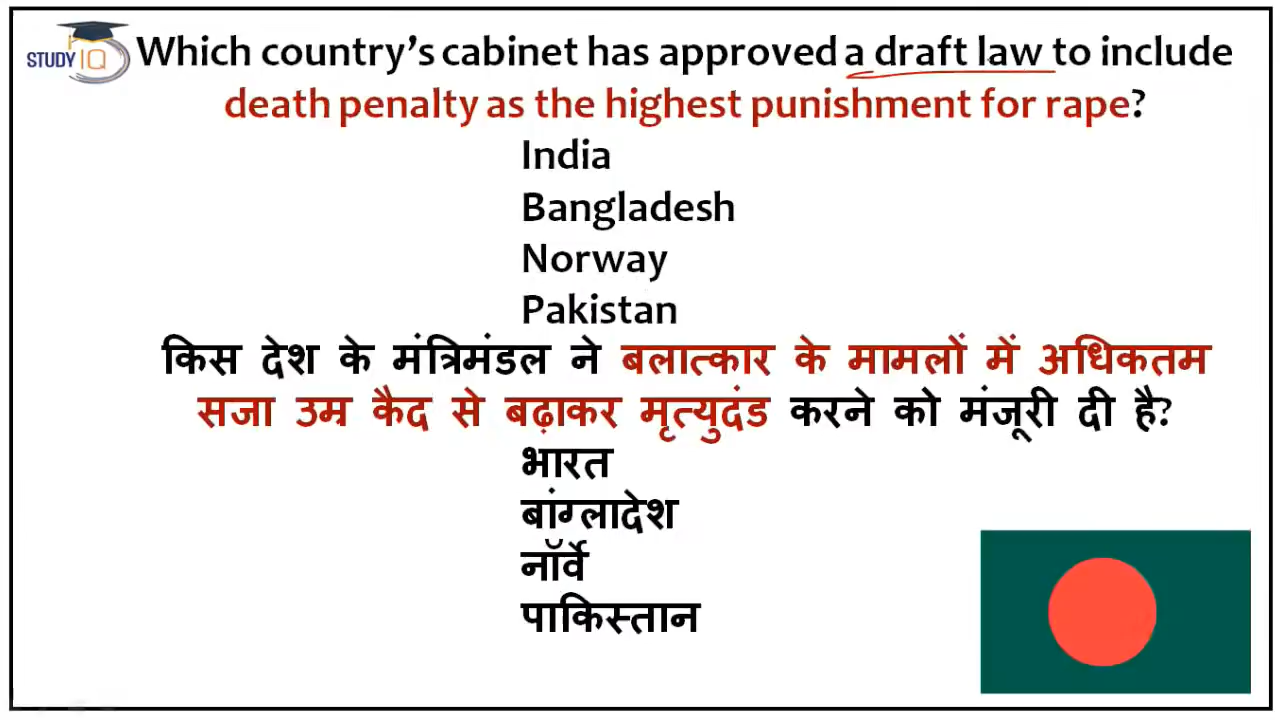 STUDY IQ
Which country's cabinet has approved a draft law to include
death penalty as the highest punishment for rape?
India
Bangladesh
Norway
Pakistan
किस देश के मंत्रिमंडल ने बलात्कार के मामलों में अधिकतम
सजा उम्र कैद से बढ़ाकर मृत्युदंड करने को मंजूरी दी है?
भारत
बांग्लादेश
नॉर्वे
पाकिस्तान